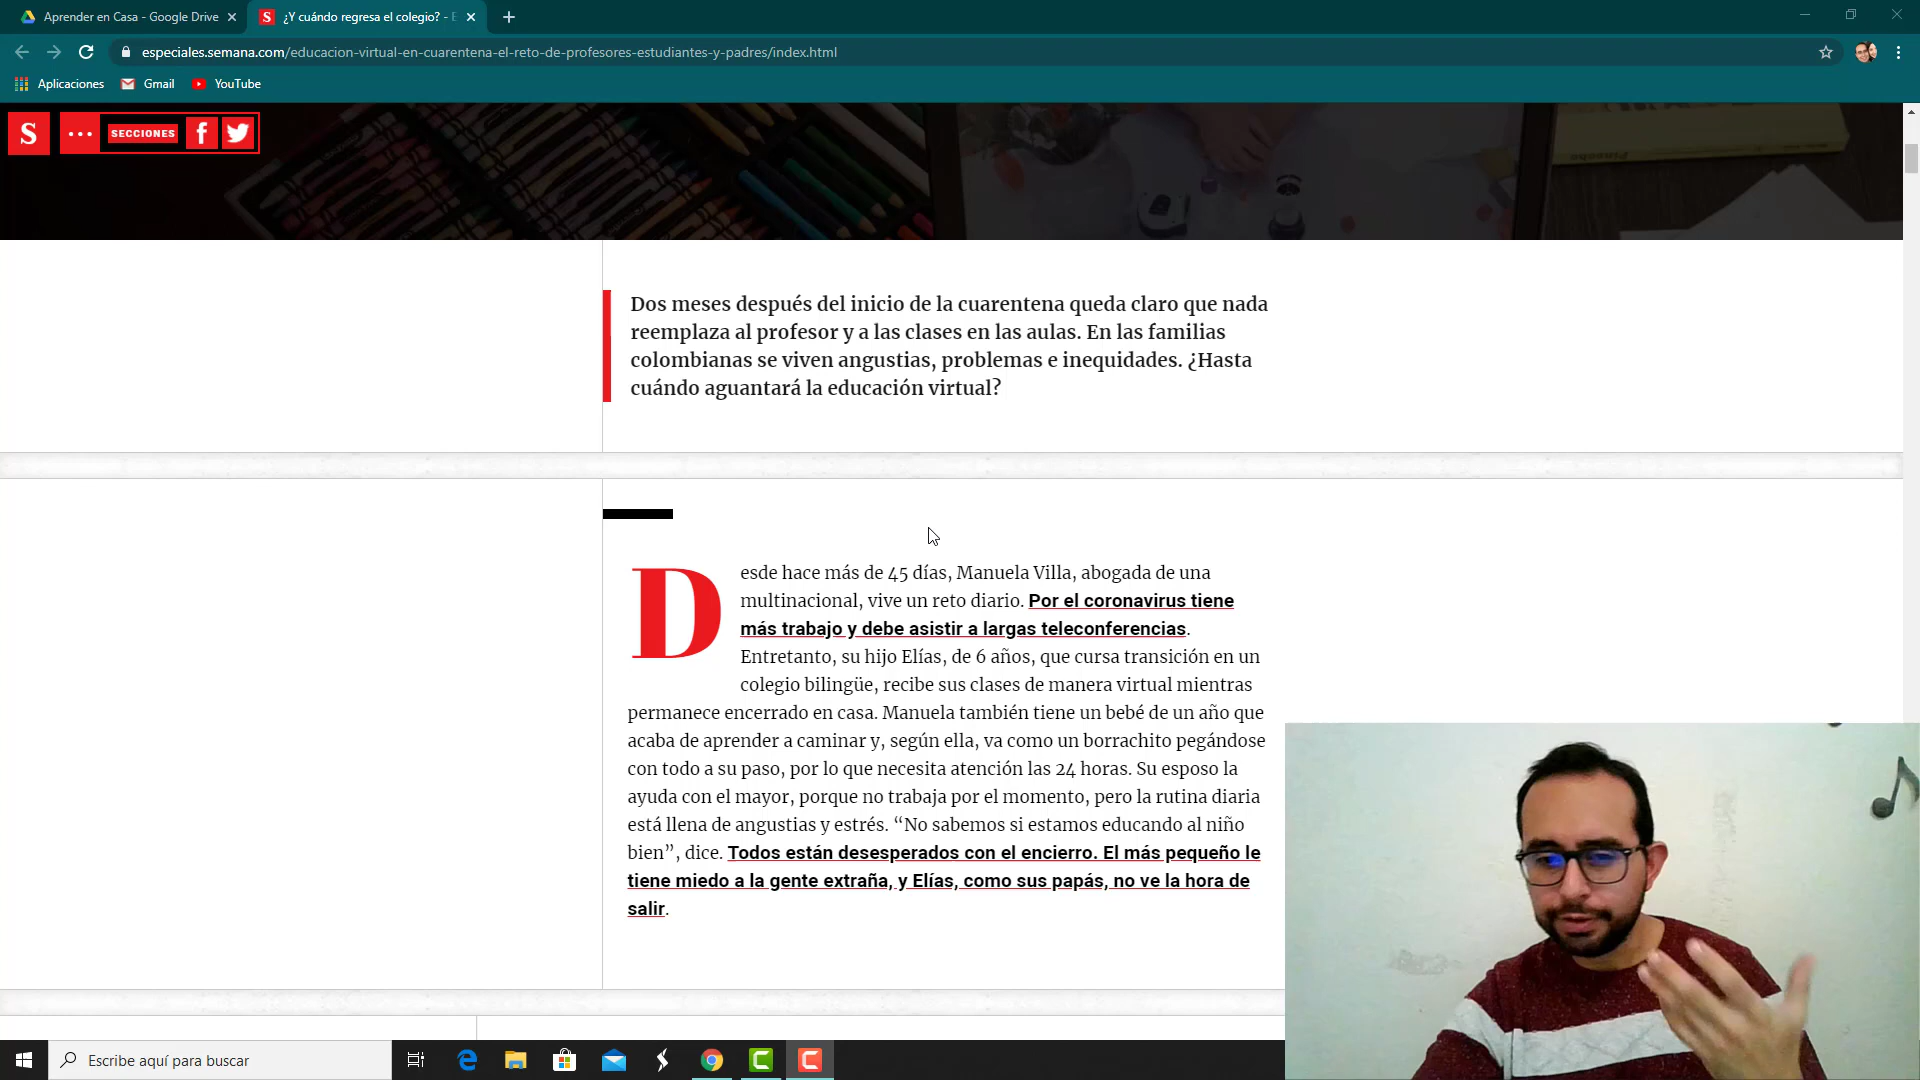 Aprender en Casa - Google Drive
¿Y cuándo regresa el colegio? - E
especiales.semana.com/educacion-virtual-en-cuarentena-el-reto-de-profesores-estudiantes-y-padres/index.html
Aplicaciones
Gmail
YouTube
S
SECCIONES
Dos meses después del inicio de la cuarentena queda claro que nada
reemplaza al profesor y a las clases en las aulas. En las familias
colombianas se viven angustias, problemas e inequidades. ¿Hasta
cuándo aguantará la educación virtual?
Desde hace más de 45 días, Manuela Villa, abogada de una
multinacional, vive un reto diario. Por el coronavirus tiene
más trabajo y debe asistir a largas teleconferencias.
Entretanto, su hijo Elías, de 6 años, que cursa transición en un
colegio bilingüe, recibe sus clases de manera virtual mientras
permanece encerrado en casa. Manuela también tiene un bebé de un año que
acaba de aprender a caminar y, según ella, va como un borrachito pegándose
con todo a su paso, por lo que necesita atención las 24 horas. Su esposo la
ayuda con el mayor, porque no trabaja por el momento, pero la rutina diaria
está llena de angustias y estrés. “No sabemos si estamos educando al niño
bien”, dice. Todos están desesperados con el encierro. El más pequeño le
tiene miedo a la gente extraña, y Elías, como sus papás, no ve la hora de
salir.
Escribe aquí para buscar